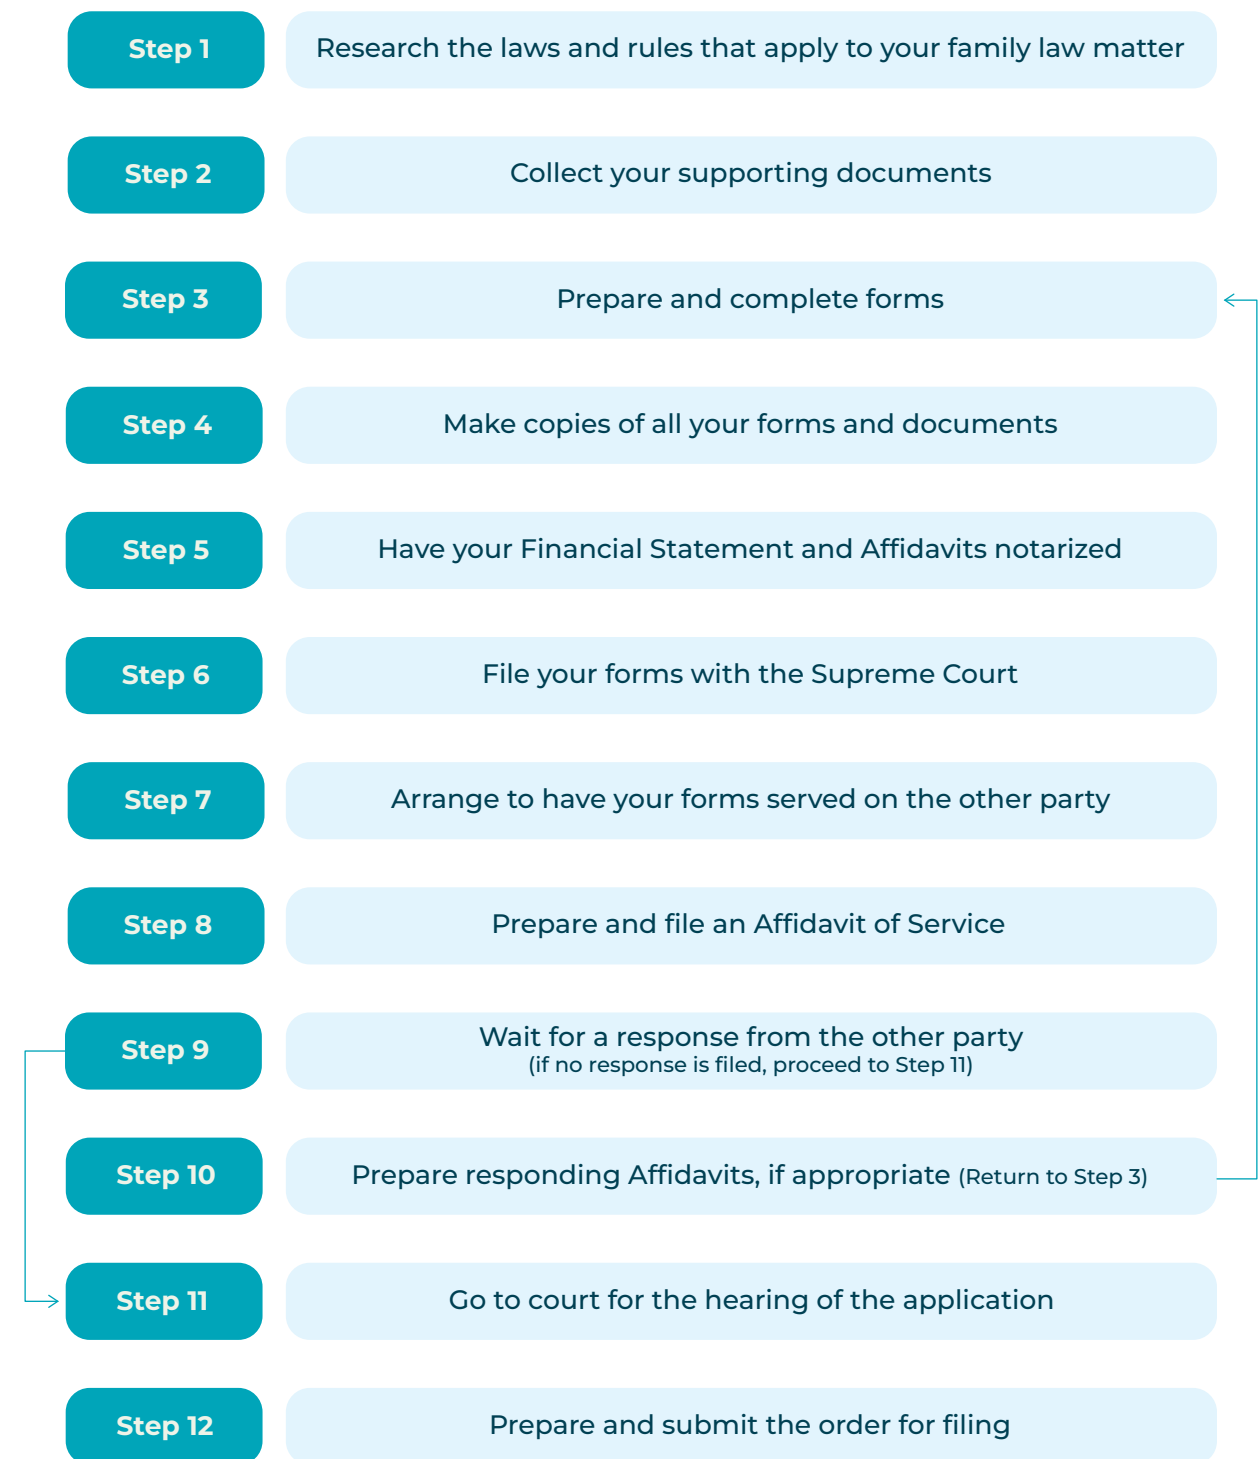 Step 1
Research the laws and rules that apply to your family law matter
Step 2
Collect your supporting documents
Step 3
Prepare and complete forms
Step 4
Make copies of all your forms and documents
Step 5
Have your Financial Statement and Affidavits notarized
Step 6
File your forms with the Supreme Court
Step 7
Arrange to have your forms served on the other party
Step 8
Prepare and file an Affidavit of Service
Step 9
Wait for a response from the other party
(if no response is filed, proceed to Step 11)
Step 10
Prepare responding Affidavits, if appropriate (Return to Step 3)
Step 11
Go to court for the hearing of the application
Step 12
Prepare and submit the order for filing